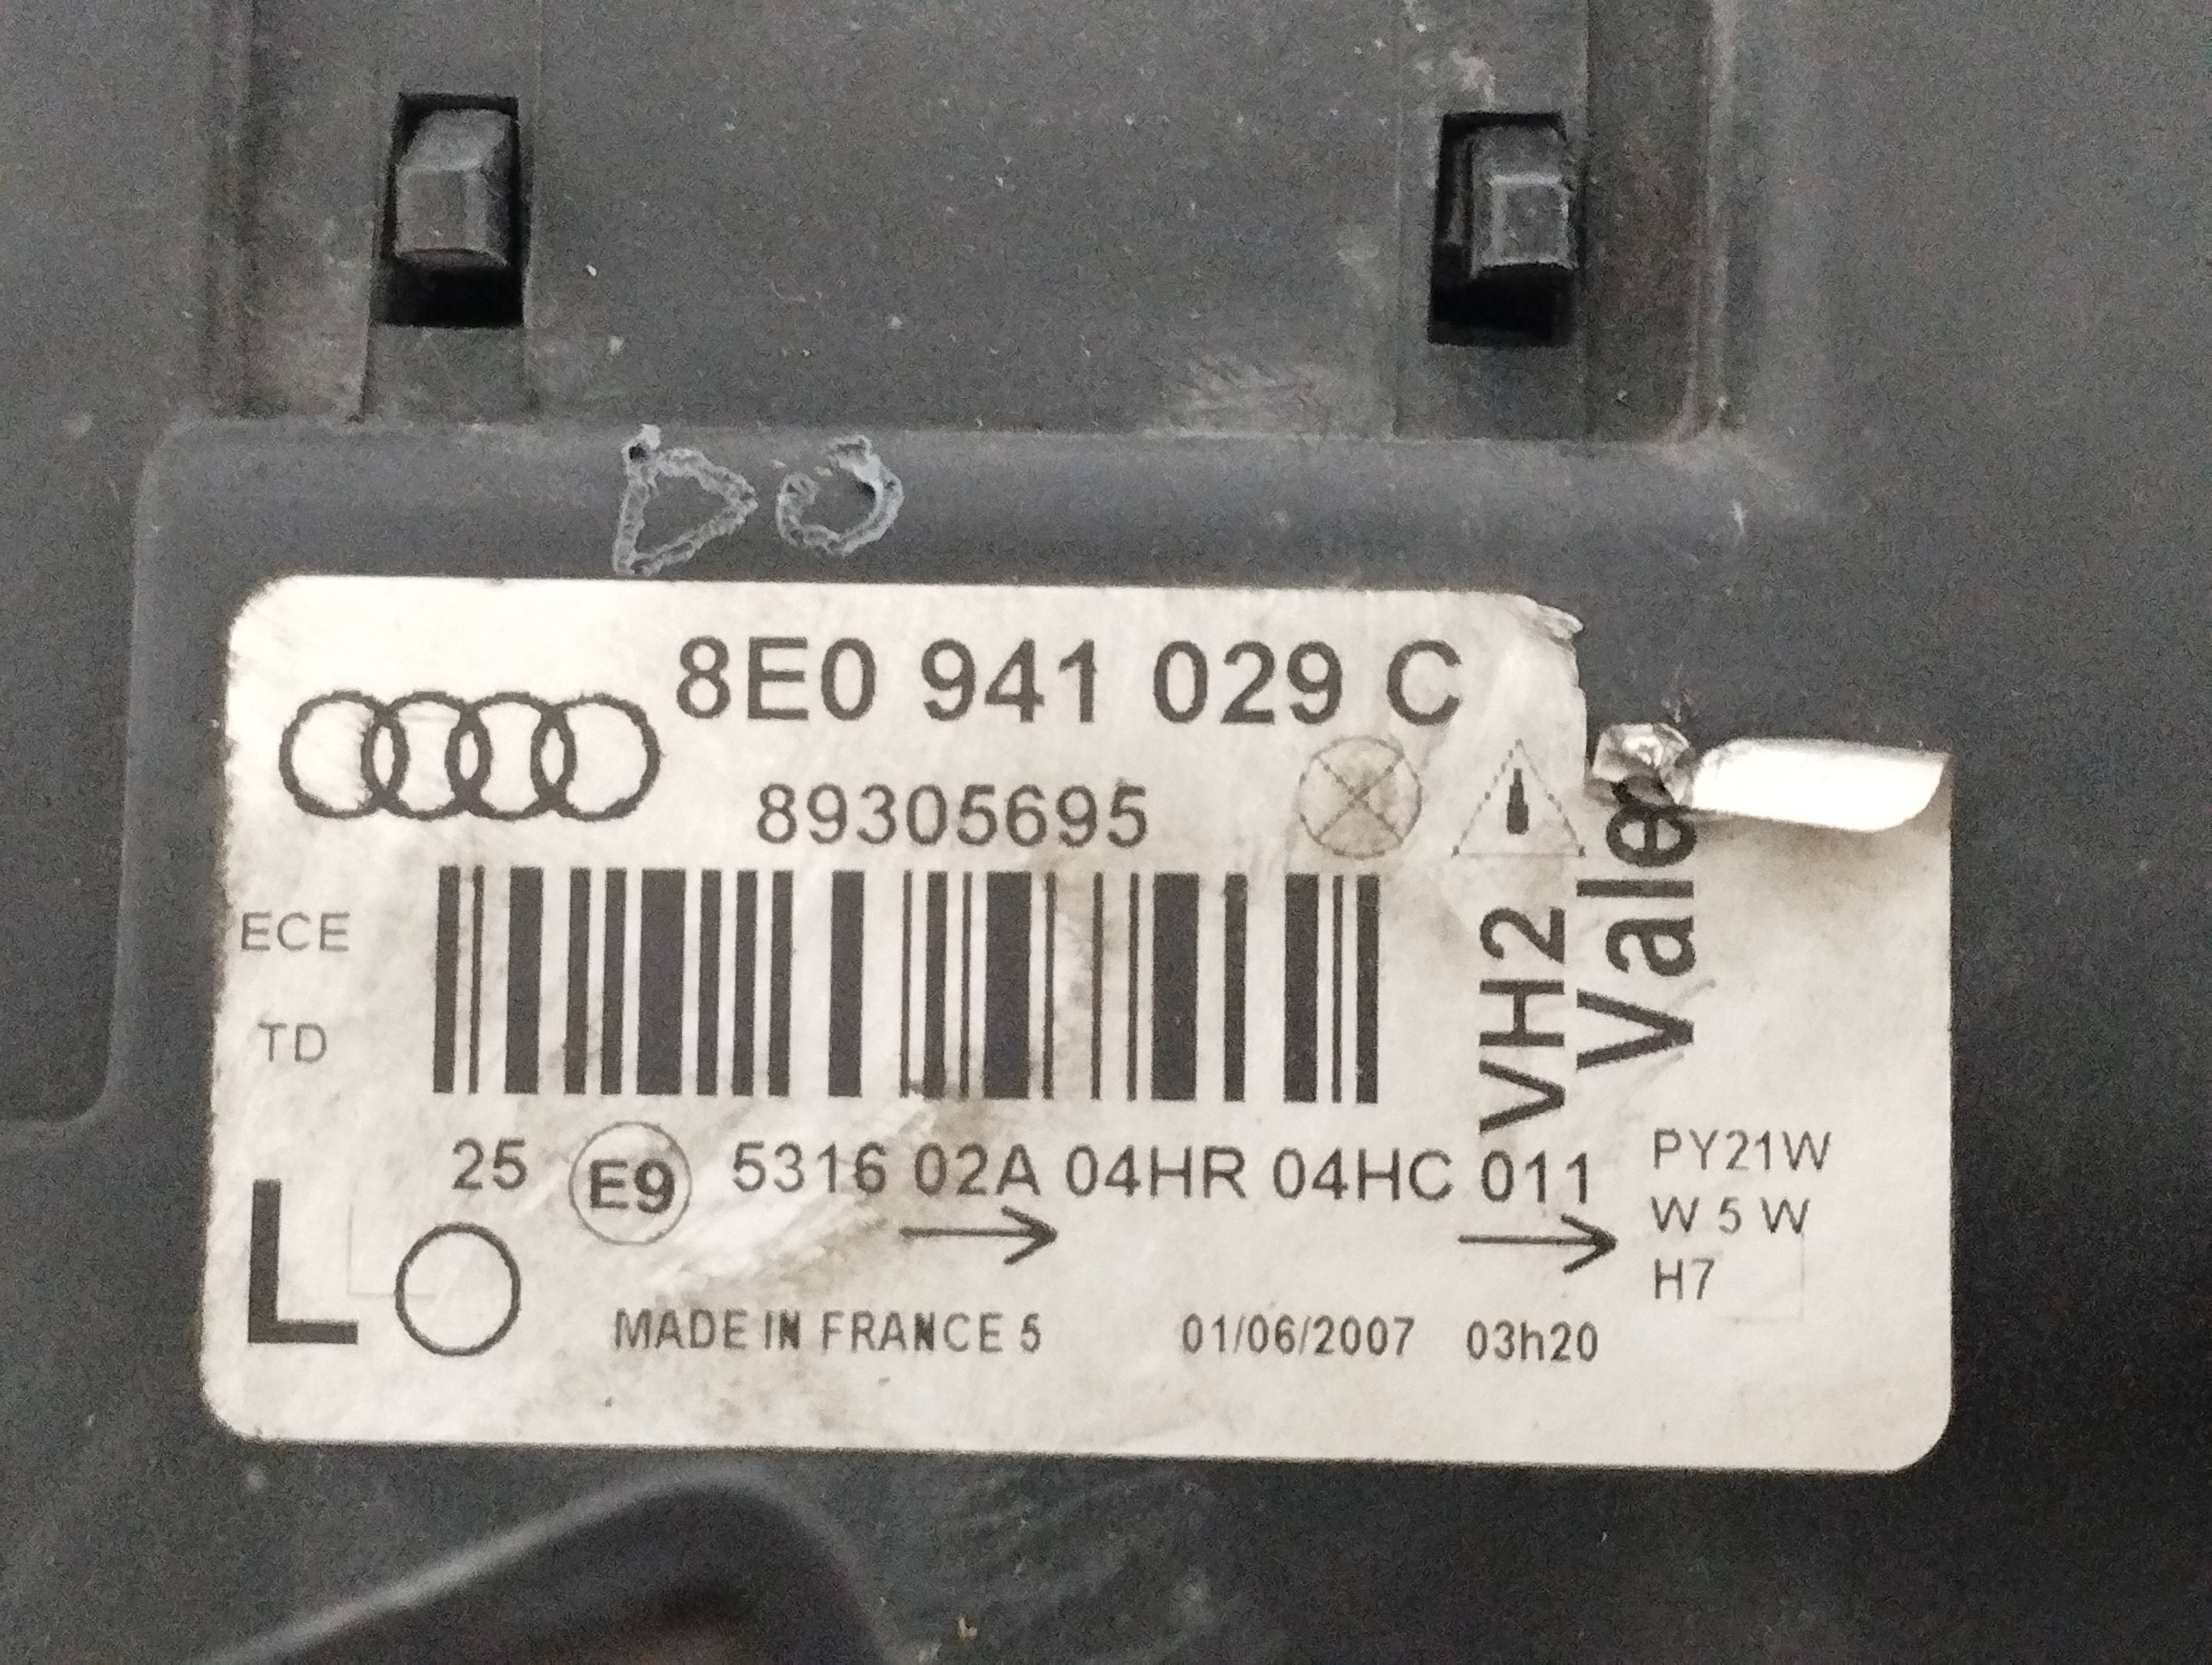 DO
8E0 941 029 C
89305695
ECE
TD
VH2
Vale
25 E9 5316 02A 04HR 04HC 011
PY21W
W 5 W
H7
L
MADE IN FRANCE 5 01/06/2007 03h20